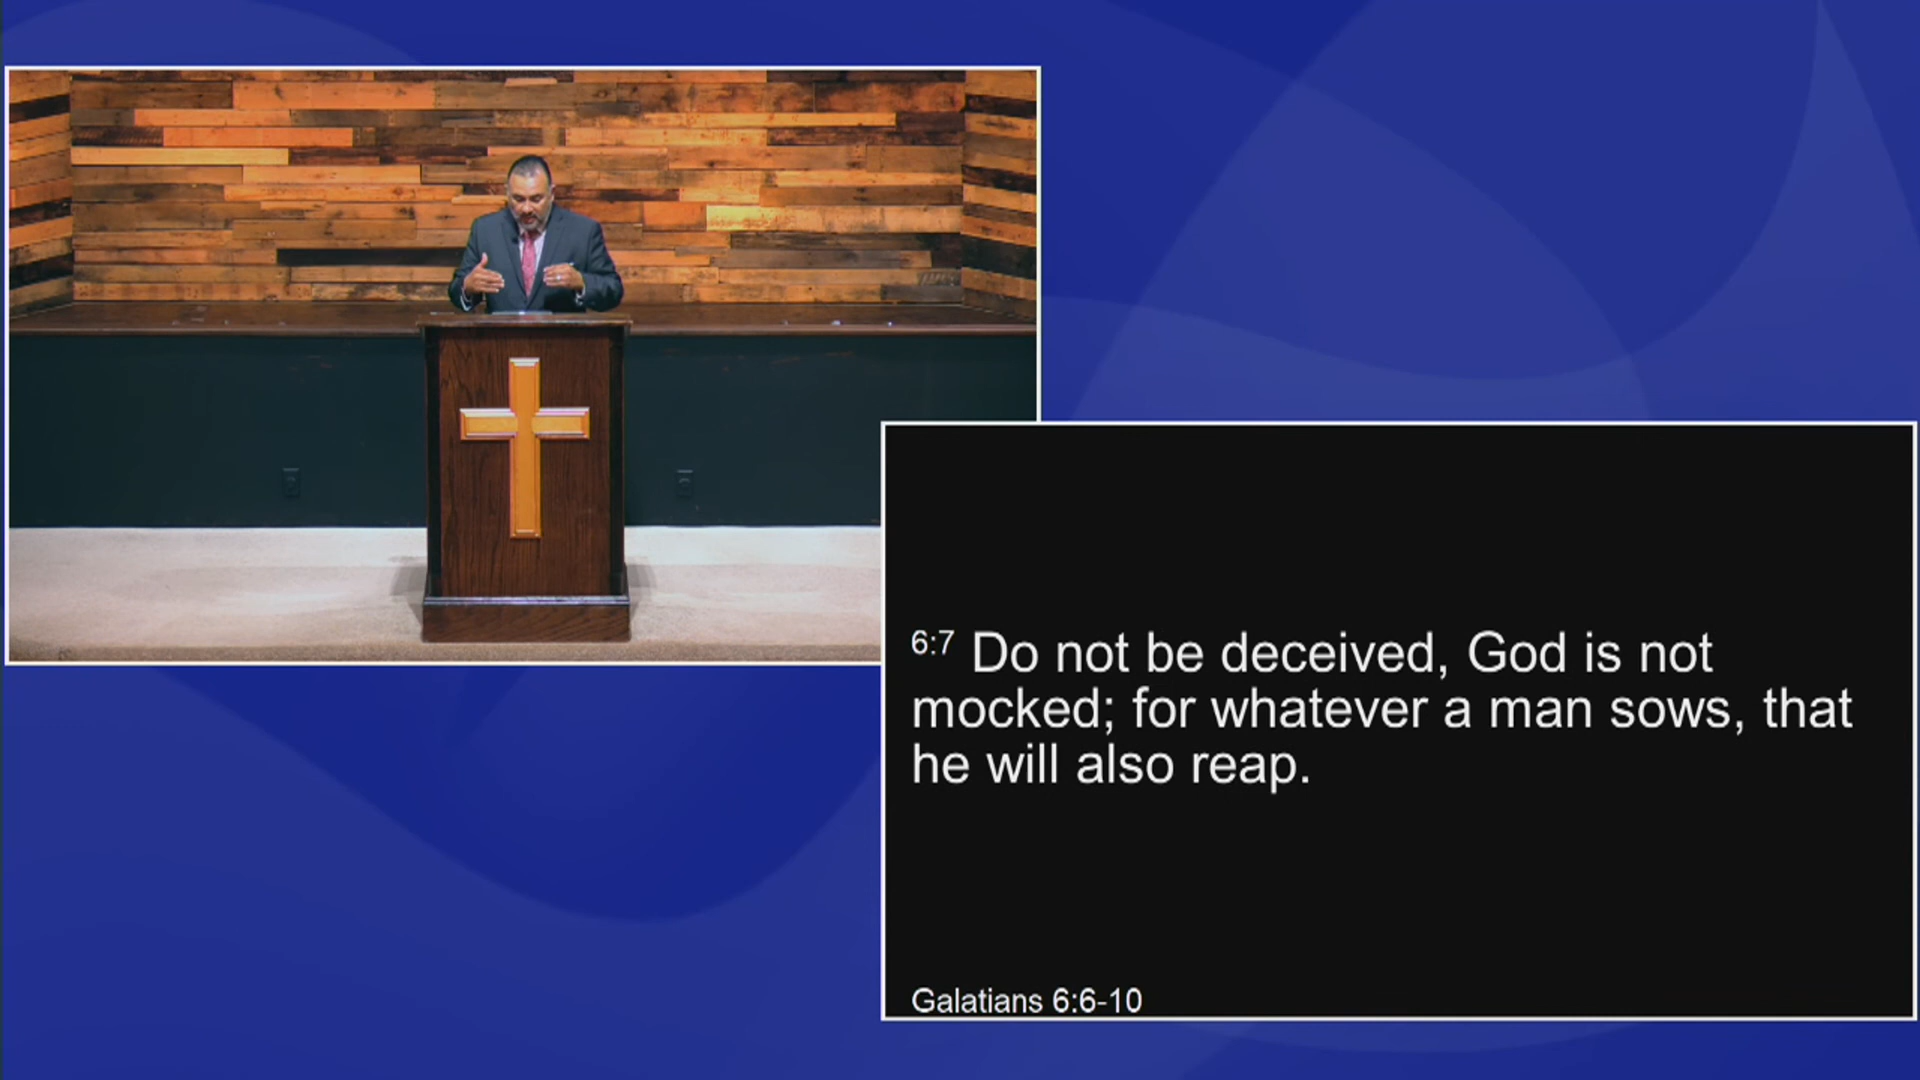 6:7 Do not be deceived, God is not
mocked; for whatever a man sows, that
he will also reap.
Galatians 6:6-10